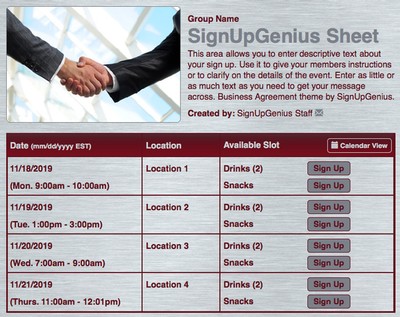 Group Name
SignUpGenius Sheet
This area allows you to enter descriptive text about
your sign up. Use it to give your members instructions
or to clarify on the details of the event. Enter as little or
as much text as you need to get your message
across. Business Agreement theme by SignUpGenius.
Created by: SignUpGenius Staff
Date (mm/dd/yyyy EST) Location Available Slot Calendar View
11/18/2019 Location 1 Drinks (2) Sign Up
(Mon. 9:00am - 10:00am) Snacks Sign Up
11/19/2019 Location 2 Drinks (2) Sign Up
(Tue. 1:00pm - 3:00pm) Snacks Sign Up
11/20/2019 Location 3 Drinks (2) Sign Up
(Wed. 7:00am - 9:00am) Snacks Sign Up
11/21/2019 Location 4 Drinks (2) Sign Up
(Thurs. 11:00am - 12:01pm) Snacks Sign Up